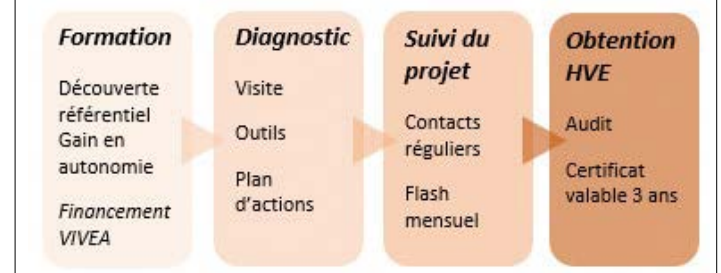 Formation
Découverte
référentiel
Gain en
autonomie
Financement
VIVEA
Diagnostic
Visite
Outils
Plan
d'actions
Suivi du
projet
Contacts
réguliers
Flash
mensuel
Obtention
HVE
Audit
Certificat
valable 3 ans